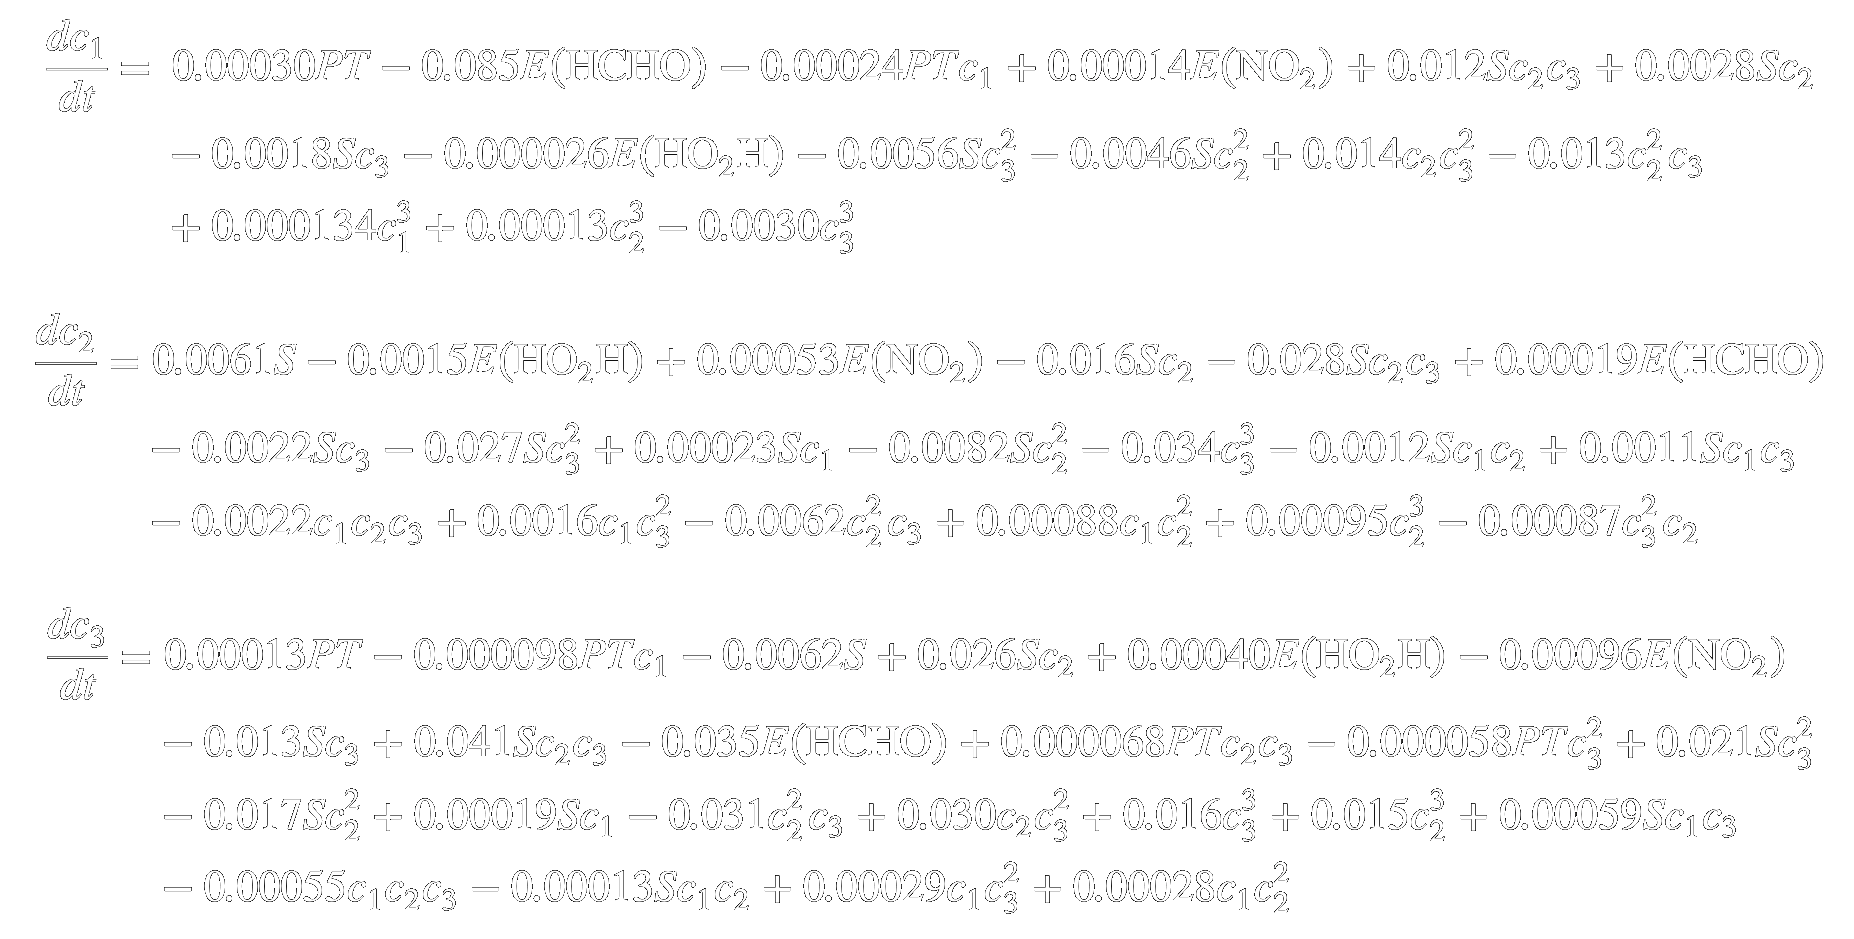 dc₁/dt = 0.00030PT − 0.085E(HCHO) − 0.00024PTc₁ + 0.00014E(NO₂) + 0.012Sc₂c₃ + 0.0028Sc₂
− 0.0018Sc₃ − 0.000026E(HO₂H) − 0.0056Sc₃² − 0.0046Sc₂² + 0.014c₂c₃² − 0.013c₂²c₃
+ 0.000134c₁³ + 0.00013c₂³ − 0.0030c₃³
dc₂/dt = 0.0061S − 0.0015E(HO₂H) + 0.00053E(NO₂) − 0.016Sc₂ − 0.028Sc₂c₃ + 0.00019E(HCHO)
− 0.0022Sc₃ − 0.027Sc₃² + 0.00023Sc₁ − 0.0082Sc₂² − 0.034c₃³ − 0.0012Sc₁c₂ + 0.0011Sc₁c₃
− 0.0022c₁c₂c₃ + 0.0016c₁c₃² − 0.0062c₂²c₃ + 0.00088c₁c₂² + 0.00095c₂³ − 0.00087c₃²c₂
dc₃/dt = 0.00013PT − 0.000098PTc₁ − 0.0062S + 0.026Sc₂ + 0.00040E(HO₂H) − 0.00096E(NO₂)
− 0.013Sc₃ + 0.041Sc₂c₃ − 0.035E(HCHO) + 0.000068PTc₂c₃ − 0.000058PTc₃² + 0.021Sc₃²
− 0.017Sc₂² + 0.00019Sc₁ − 0.031c₂²c₃ + 0.030c₂c₃² + 0.016c₃³ + 0.015c₂³ + 0.00059Sc₁c₃
− 0.00055c₁c₂c₃ − 0.00013Sc₁c₂ + 0.00029c₁c₃² + 0.00028c₁c₂²